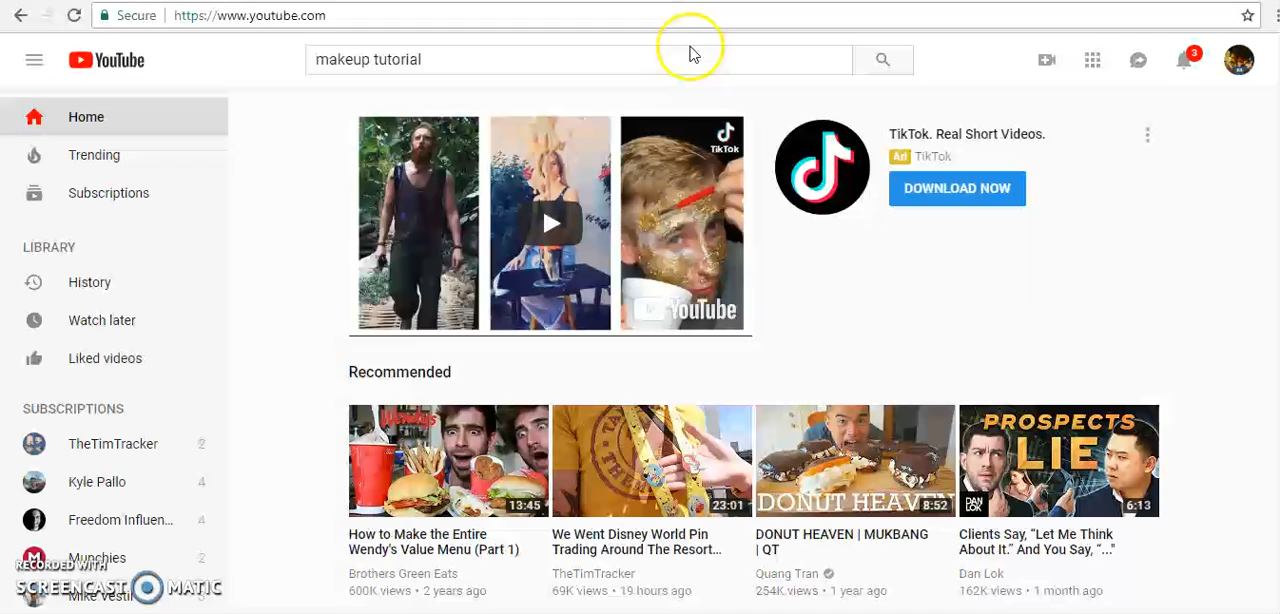 Secure
https://www.youtube.com
YouTube
makeup tutorial
3
Home
Trending
Subscriptions
LIBRARY
History
Watch later
Liked videos
SUBSCRIPTIONS
TheTimTracker 2
Kyle Pallo 4
Freedom Influen... 4
Munchies 2
RECORDED WITH
SCREENCAST MATIC
TikTok
YouTube
TikTok. Real Short Videos.
Ad TikTok
DOWNLOAD NOW
Recommended
Wendy's
13:45
How to Make the Entire
Wendy's Value Menu (Part 1)
Brothers Green Eats
600K views • 2 years ago
23:01
We Went Disney World Pin
Trading Around The Resort...
TheTimTracker
69K views • 19 hours ago
DONUT HEAVEN
8:52
DONUT HEAVEN | MUKBANG
| QT
Quang Tran
254K views • 1 year ago
PROSPECTS
LIE
DAN
LOK
6:13
Clients Say, “Let Me Think
About It.” And You Say, “..."
Dan Lok
162K views • 1 month ago